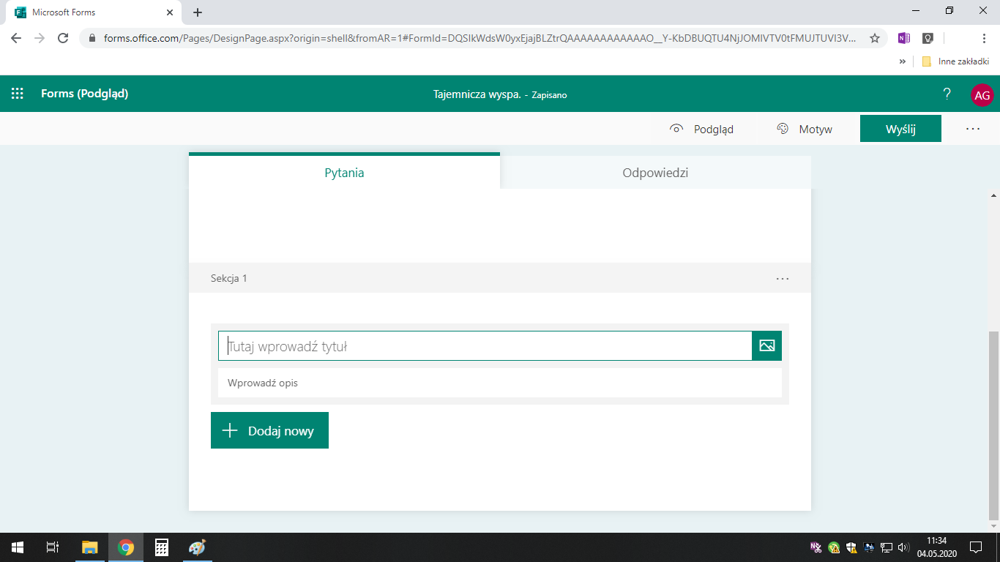 Microsoft Forms
forms.office.com/Pages/DesignPage.aspx?origin=shell&fromAR=1#FormId=DQSIkWdsW0yxEjajBLZtrQAAAAAAAAAAAAO__Y-KbDBUQTU4NjJOMlVTV0tFMUJTUVI3V...
»
Inne zakładki
Forms (Podgląd)
Tajemnicza wyspa. - Zapisano
?
AG
Podgląd
Motyw
Wyślij
...
Pytania
Odpowiedzi
Sekcja 1
...
Tutaj wprowadź tytuł
Wprowadź opis
Dodaj nowy
11:34
04.05.2020